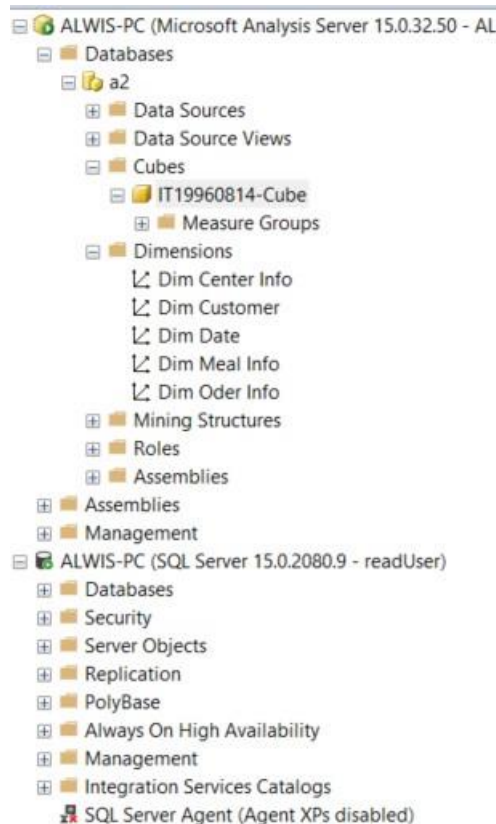 ALWIS-PC (Microsoft Analysis Server 15.0.32.50 - AL
Databases
a2
Data Sources
Data Source Views
Cubes
IT19960814-Cube
Measure Groups
Dimensions
Dim Center Info
Dim Customer
Dim Date
Dim Meal Info
Dim Oder Info
Mining Structures
Roles
Assemblies
Assemblies
Management
ALWIS-PC (SQL Server 15.0.2080.9 - readUser)
Databases
Security
Server Objects
Replication
PolyBase
Always On High Availability
Management
Integration Services Catalogs
SQL Server Agent (Agent XPs disabled)